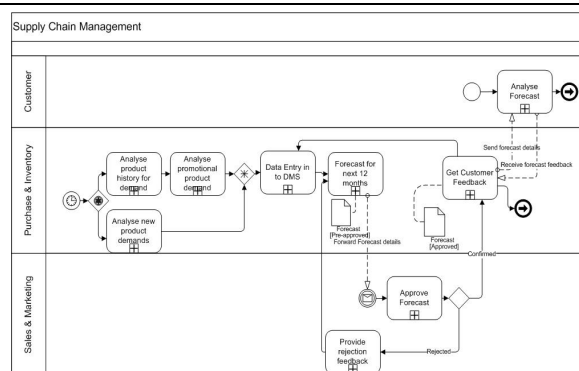 Supply Chain Management
Customer
Analyse
Forecast
Send forecast details
Receive forecast feedback
Purchase & Inventory
Analyse
product
history for
demand
Analyse
promotional
product
demand
Data Entry in
to DMS
Forecast for
next 12
months
Get Customer
Feedback
Analyse new
product
demands
Forecast
[Pre-approved]
Forward Forecast details
Forecast
[Approved]
Confirmed
Sales & Marketing
Approve
Forecast
Provide
rejection
feedback
Rejected